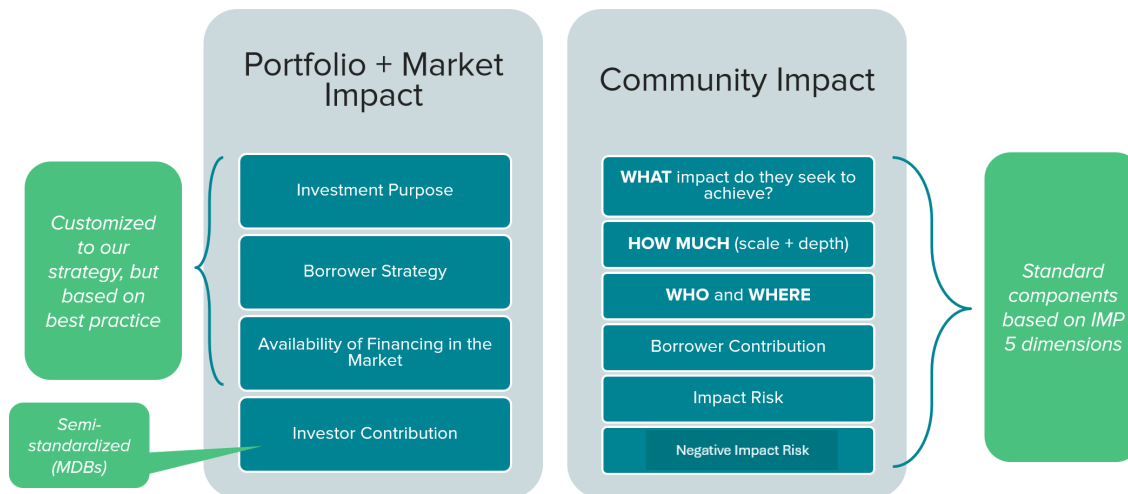 Portfolio + Market
Impact
Customized
to our
strategy, but
based on
best practice
Investment Purpose
Borrower Strategy
Availability of Financing in the
Market
Investor Contribution
Semi-
standardized
(MDBs)
Community Impact
WHAT impact do they seek to
achieve?
HOW MUCH (scale + depth)
WHO and WHERE
Borrower Contribution
Impact Risk
Negative Impact Risk
Standard
components
based on IMP
5 dimensions